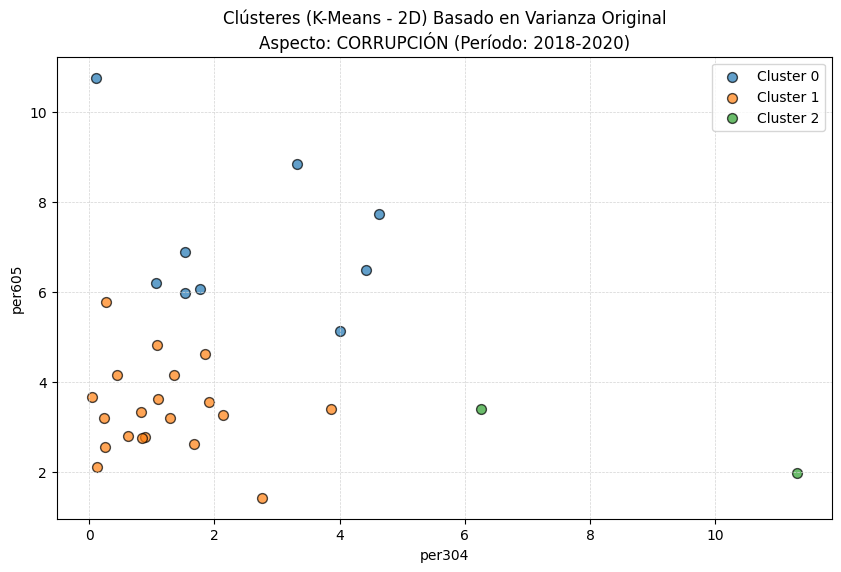 Clústeres (K-Means - 2D) Basado en Varianza Original
Aspecto: CORRUPCIÓN (Período: 2018-2020)
Cluster 0
Cluster 1
Cluster 2
10
8
6
4
2
per605
0
2
4
6
8
10
per304